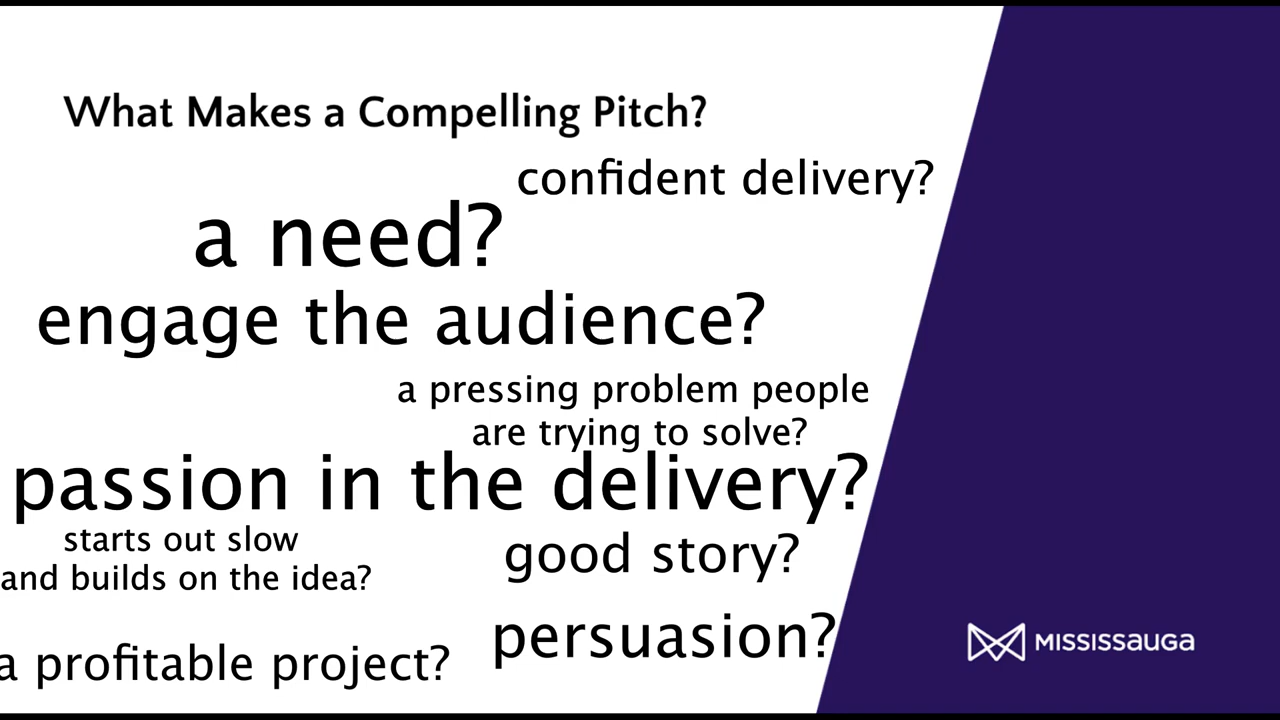 What Makes a Compelling Pitch?
confident delivery?
a need?
engage the audience?
a pressing problem people
are trying to solve?
passion in the delivery?
starts out slow
and builds on the idea?
good story?
persuasion?
a profitable project?
MISSISSAUGA